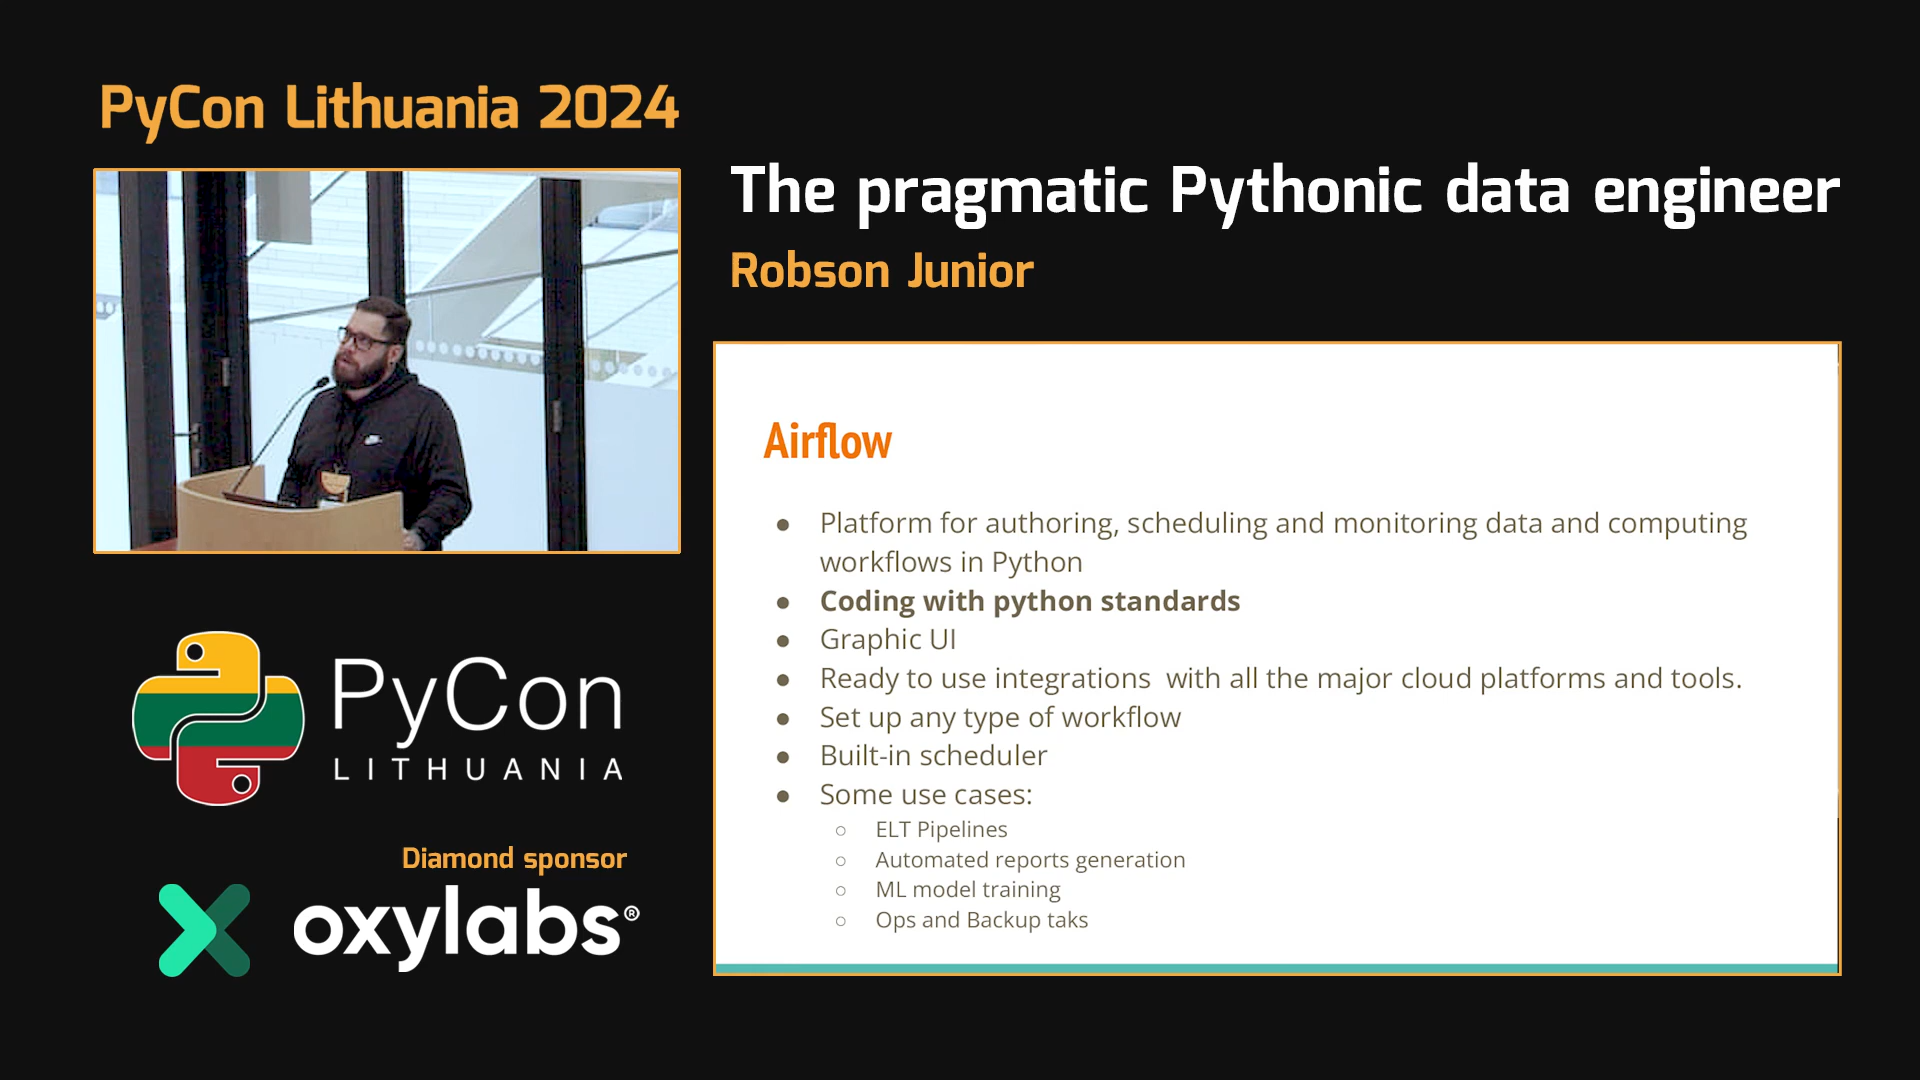 PyCon Lithuania 2024
The pragmatic Pythonic data engineer
Robson Junior
Airflow
● Platform for authoring, scheduling and monitoring data and computing
workflows in Python
● Coding with python standards
● Graphic UI
● Ready to use integrations  with all the major cloud platforms and tools.
● Set up any type of workflow
● Built-in scheduler
● Some use cases:
○ ELT Pipelines
○ Automated reports generation
○ ML model training
○ Ops and Backup taks
PyCon
LITHUANIA
Diamond sponsor
oxylabs®